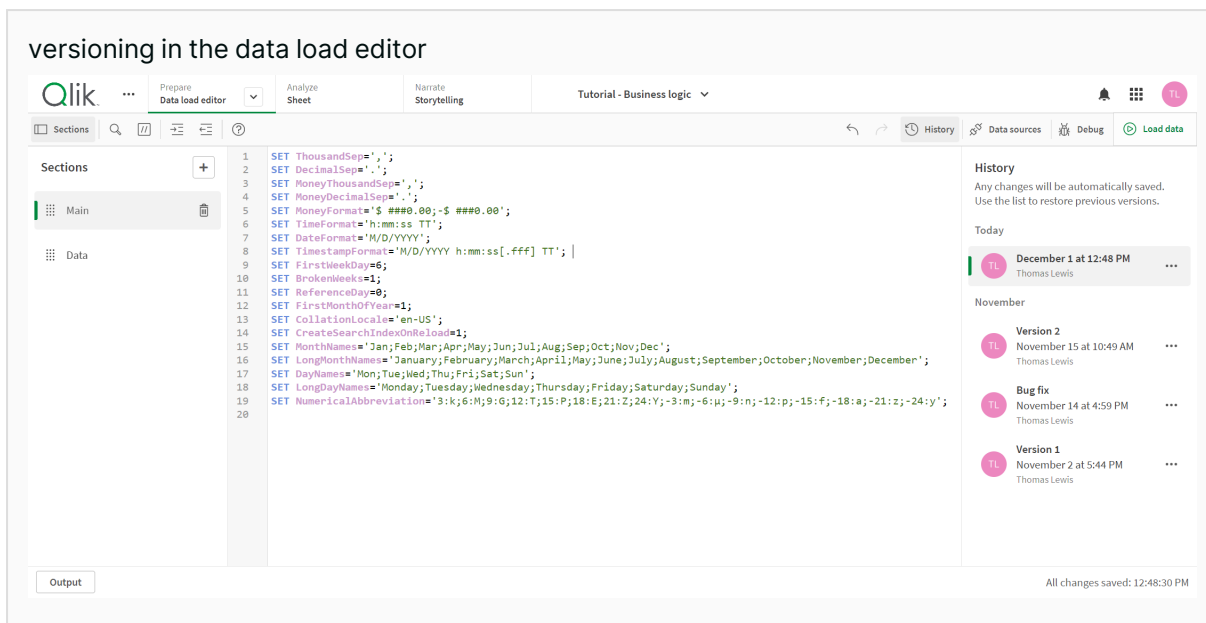 versioning in the data load editor
Qlik
Prepare
Data load editor
Analyze
Sheet
Narrate
Storytelling
Tutorial - Business logic
TL
Sections
//
?
History
Data sources
Debug
Load data
Sections
+
Main
Data
1 SET ThousandSep=',';
2 SET DecimalSep='.';
3 SET MoneyThousandSep=',';
4 SET MoneyDecimalSep='.';
5 SET MoneyFormat='$ ###0.00;-$ ###0.00';
6 SET TimeFormat='h:mm:ss TT';
7 SET DateFormat='M/D/YYYY';
8 SET TimestampFormat='M/D/YYYY h:mm:ss[.fff] TT';
9 SET FirstWeekDay=6;
10 SET BrokenWeeks=1;
11 SET ReferenceDay=0;
12 SET FirstMonthOfYear=1;
13 SET CollationLocale='en-US';
14 SET CreateSearchIndexOnReload=1;
15 SET MonthNames='Jan;Feb;Mar;Apr;May;Jun;Jul;Aug;Sep;Oct;Nov;Dec';
16 SET LongMonthNames='January;February;March;April;May;June;July;August;September;October;November;December';
17 SET DayNames='Mon;Tue;Wed;Thu;Fri;Sat;Sun';
18 SET LongDayNames='Monday;Tuesday;Wednesday;Thursday;Friday;Saturday;Sunday';
19 SET NumericalAbbreviation='3:k;6:M;9:G;12:T;15:P;18:E;21:Z;24:Y;-3:m;-6:μ;-9:n;-12:p;-15:f;-18:a;-21:z;-24:y';
20
History
Any changes will be automatically saved.
Use the list to restore previous versions.
Today
TL
December 1 at 12:48 PM
Thomas Lewis
November
TL
Version 2
November 15 at 10:49 AM
Thomas Lewis
TL
Bug fix
November 14 at 4:59 PM
Thomas Lewis
TL
Version 1
November 2 at 5:44 PM
Thomas Lewis
Output
All changes saved: 12:48:30 PM